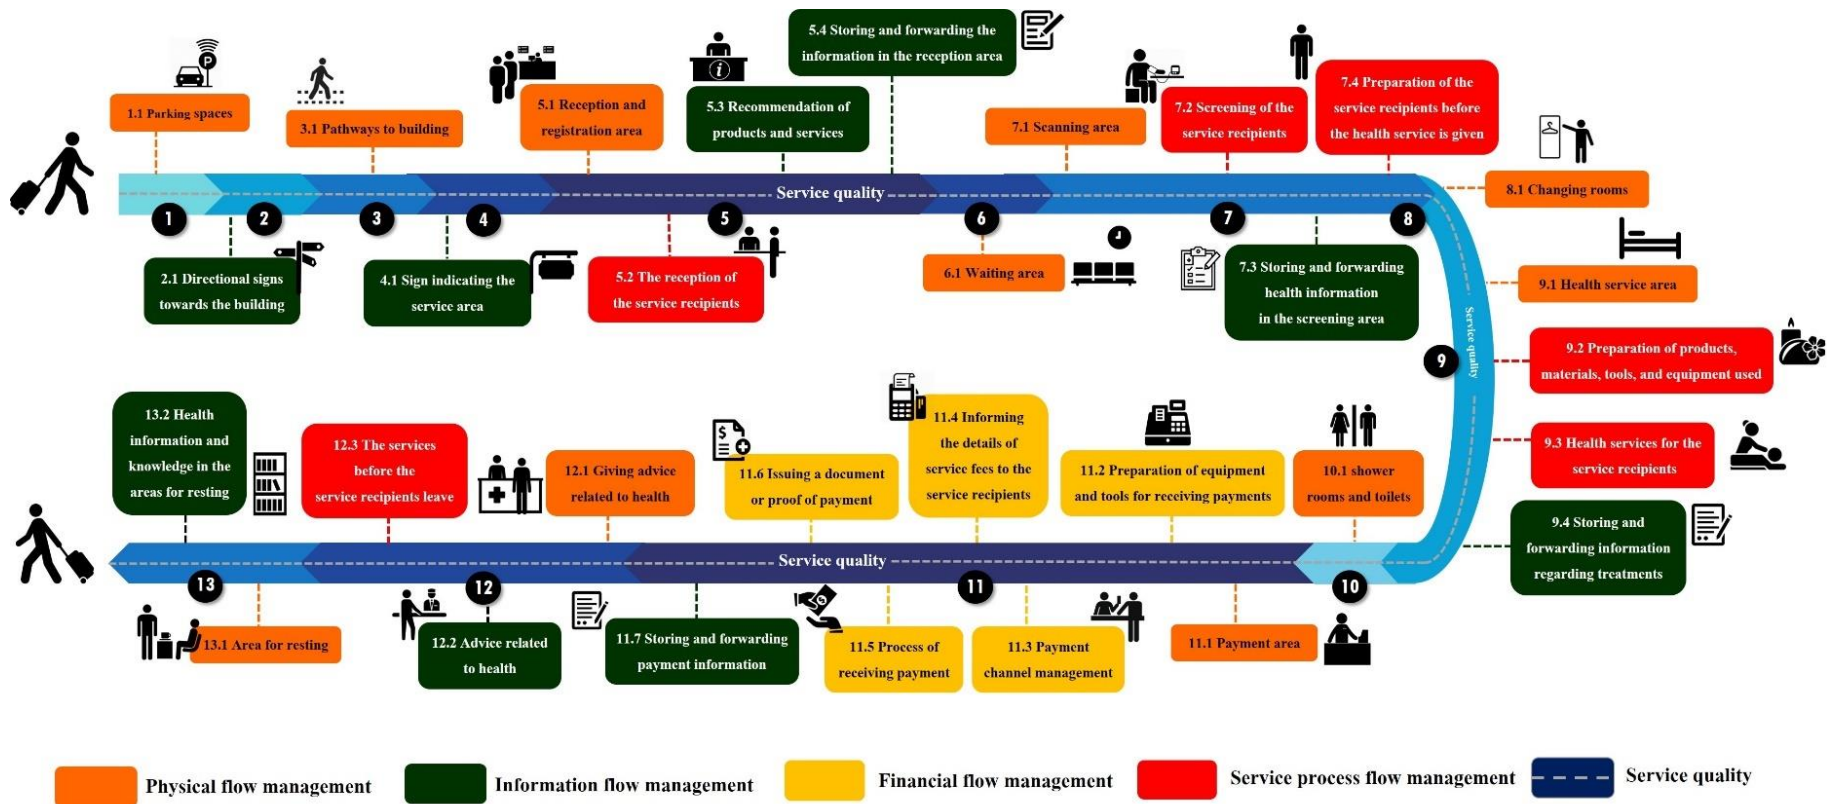 1.1 Parking spaces
3.1 Pathways to building
5.1 Reception and
registration area
5.3 Recommendation of
products and services
5.4 Storing and forwarding the
information in the reception area
7.1 Scanning area
7.2 Screening of the
service recipients
7.4 Preparation of the
service recipients before
the health service is given
P
i
Service quality
8.1 Changing rooms
1
2
3
4
5
6
7
8
2.1 Directional signs
towards the building
4.1 Sign indicating the
service area
5.2 The reception of
the service recipients
6.1 Waiting area
7.3 Storing and forwarding
health information
in the screening area
9.1 Health service area
Service quality
9
9.2 Preparation of products,
materials, tools, and equipment used
9.3 Health services for the
service recipients
9.4 Storing and
forwarding information
regarding treatments
13.2 Health
information and
knowledge in the
areas for resting
12.3 The services
before the
service recipients leave
12.1 Giving advice
related to health
$
11.6 Issuing a document
or proof of payment
11.4 Informing
the details of
service fees to the
service recipients
11.2 Preparation of equipment
and tools for receiving payments
10.1 shower
rooms and toilets
Service quality
13
12
11
10
13.1 Area for resting
12.2 Advice related
to health
11.7 Storing and forwarding
payment information
$
11.5 Process of
receiving payment
11.3 Payment
channel management
11.1 Payment area
Physical flow management
Information flow management
Financial flow management
Service process flow management
Service quality